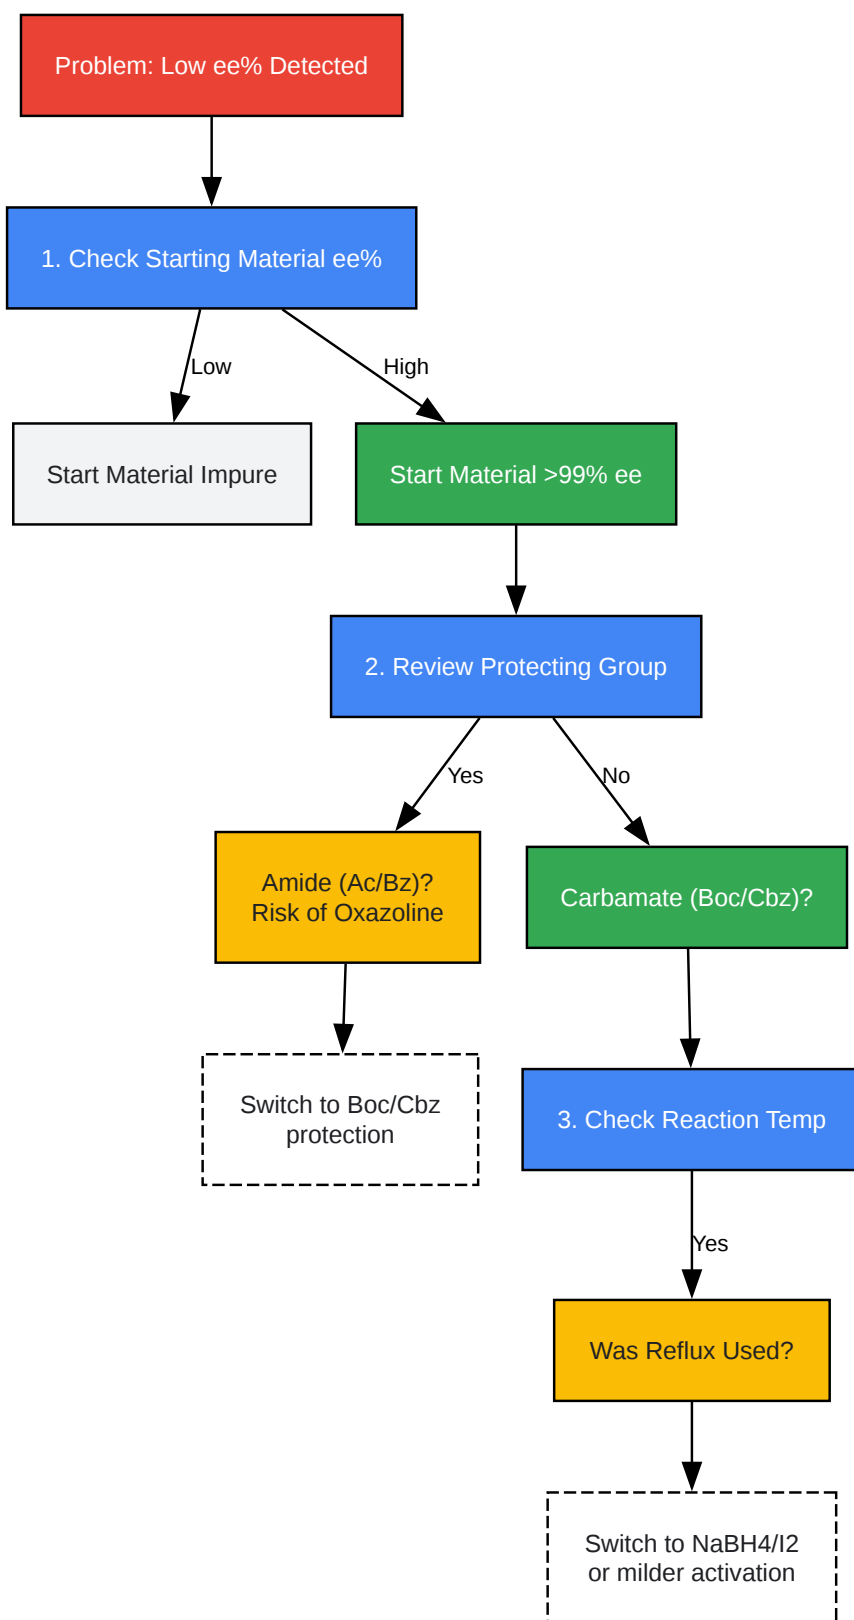 Problem: Low ee% Detected
1. Check Starting Material ee%
Low
High
Start Material Impure
Start Material >99% ee
2. Review Protecting Group
Yes
No
Amide (Ac/Bz)?
Risk of Oxazoline
Carbamate (Boc/Cbz)?
Switch to Boc/Cbz
protection
3. Check Reaction Temp
Yes
Was Reflux Used?
Switch to NaBH4/I2
or milder activation